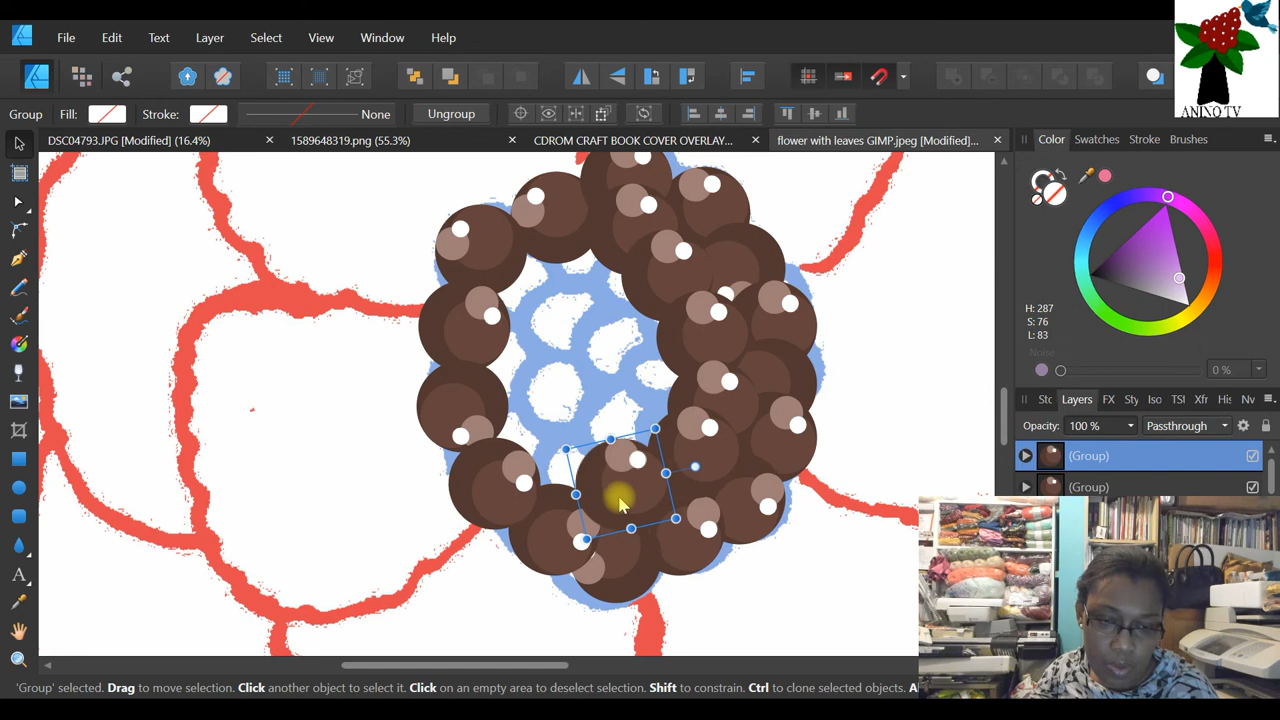 ANINO TV
File Edit Text Layer Select View Window Help
Group Fill: Stroke: None Ungroup
DSC04793.JPG [Modified] (16.4%) 1589648319.png (55.3%) CDROM CRAFT BOOK COVER OVERLAY... flower with leaves GIMP.jpeg [Modified]...
Color Swatches Stroke Brushes
H: 287
S: 76
L: 83
Noise
0 %
Stc Layers FX Sty Iso TSI Xfr His Nv
Opacity: 100 % Passthrough
(Group)
(Group)
'Group' selected. Drag to move selection. Click another object to select it. Click on an empty area to deselect selection. Shift to constrain. Ctrl to clone selected objects. A